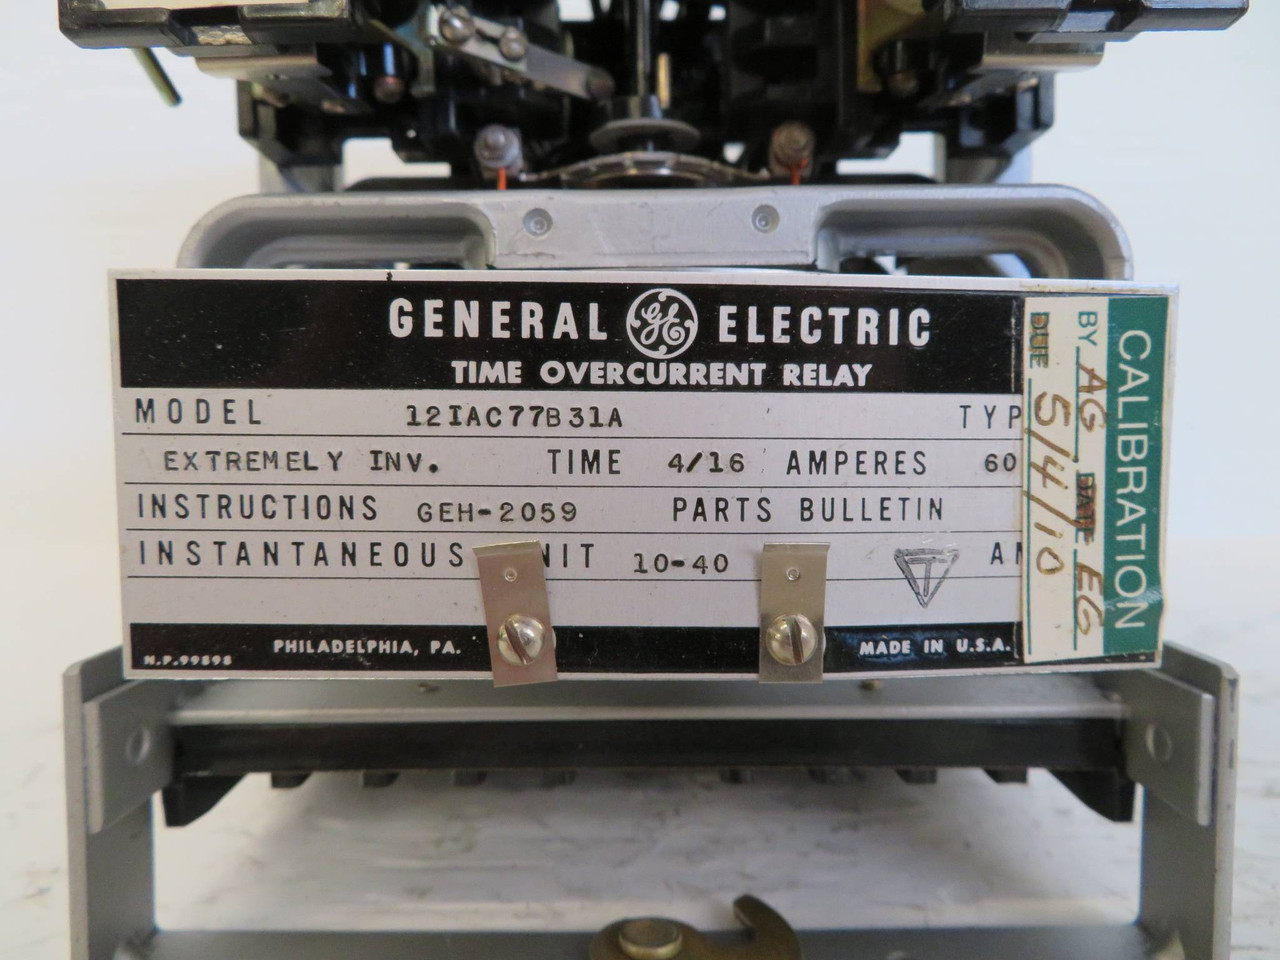 GENERAL GE ELECTRIC
TIME OVERCURRENT RELAY
MODEL 12IAC77B31A TYP
EXTREMELY INV. TIME 4/16 AMPERES 60
INSTRUCTIONS GEH-2059 PARTS BULLETIN
INSTANTANEOUS NIT 10-40 T AM
N.P.99898 PHILADELPHIA, PA. MADE IN U.S.A.
CALIBRATION
BY AG DATE EG
DUE 5/4/10